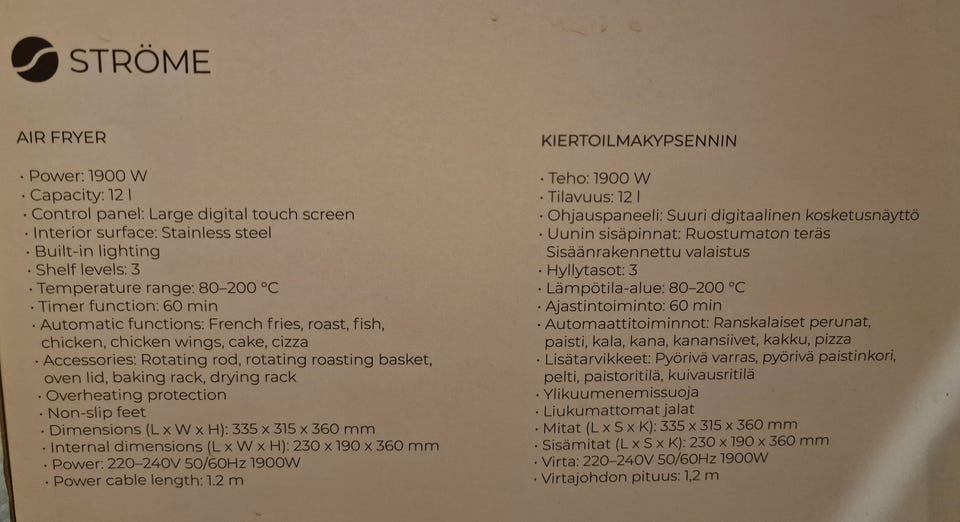 STRÖME
AIR FRYER
· Power: 1900 W
· Capacity: 12 l
· Control panel: Large digital touch screen
· Interior surface: Stainless steel
· Built-in lighting
· Shelf levels: 3
· Temperature range: 80–200 °C
· Timer function: 60 min
· Automatic functions: French fries, roast, fish,
chicken, chicken wings, cake, cizza
· Accessories: Rotating rod, rotating roasting basket,
oven lid, baking rack, drying rack
· Overheating protection
· Non-slip feet
· Dimensions (L x W x H): 335 x 315 x 360 mm
· Internal dimensions (L x W x H): 230 x 190 x 360 mm
· Power: 220–240V 50/60Hz 1900W
· Power cable length: 1.2 m
KIERTOILMAKYPSENNIN
· Teho: 1900 W
· Tilavuus: 12 l
· Ohjauspaneeli: Suuri digitaalinen kosketusnäyttö
· Uunin sisäpinnat: Ruostumaton teräs
Sisäänrakennettu valaistus
· Hyllytasot: 3
· Lämpötila-alue: 80–200 °C
· Ajastintoiminto: 60 min
· Automaattitoiminnot: Ranskalaiset perunat,
paisti, kala, kana, kanansiivet, kakku, pizza
· Lisätarvikkeet: Pyörivä varras, pyörivä paistinkori,
pelti, paistoritilä, kuivausritilä
· Ylikuumenemissuoja
· Liukumattomat jalat
· Mitat (L x S x K): 335 x 315 x 360 mm
· Sisämitat (L x S x K): 230 x 190 x 360 mm
· Virta: 220–240V 50/60Hz 1900W
· Virtajohdon pituus: 1,2 m